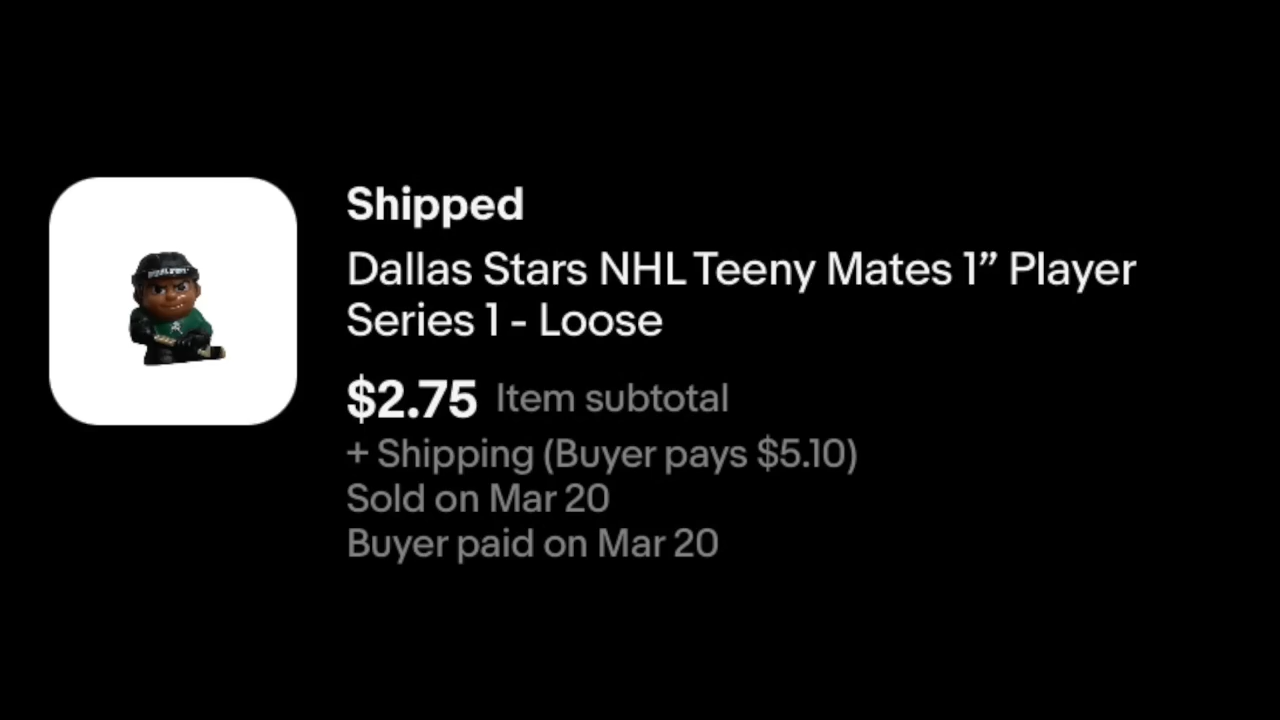 Shipped
Dallas Stars NHL Teeny Mates 1” Player
Series 1 - Loose
$2.75 Item subtotal
+ Shipping (Buyer pays $5.10)
Sold on Mar 20
Buyer paid on Mar 20